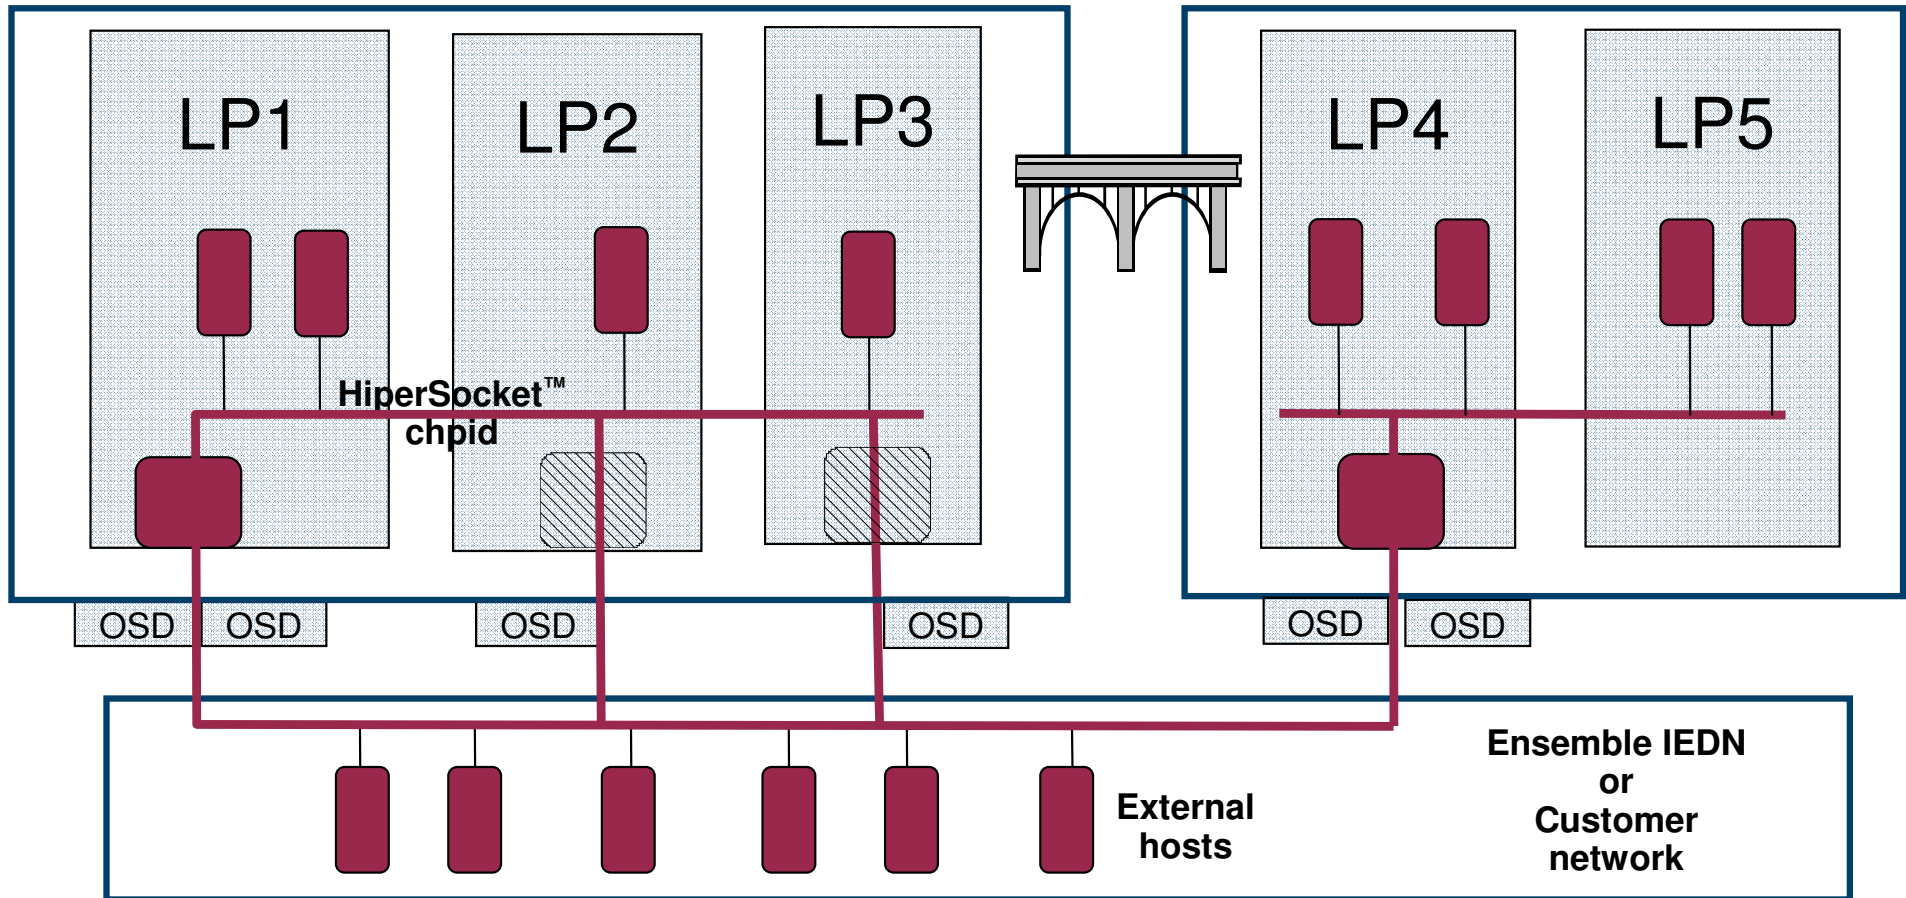 LP1
LP2
LP3
LP4
LP5
HiperSocket™
chpid
OSD
OSD
OSD
OSD
OSD
OSD
External
hosts
Ensemble IEDN
or
Customer
network